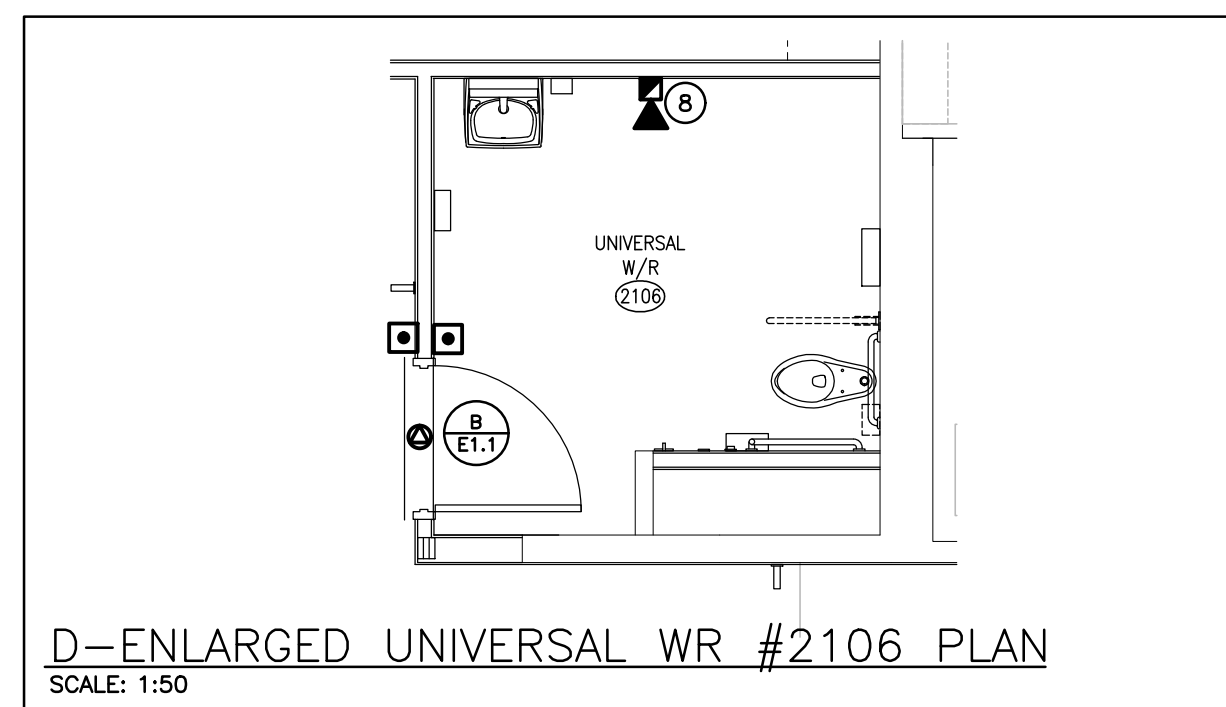 8
UNIVERSAL
W/R
2106
B
E1.1
D-ENLARGED UNIVERSAL WR #2106 PLAN
SCALE: 1:50